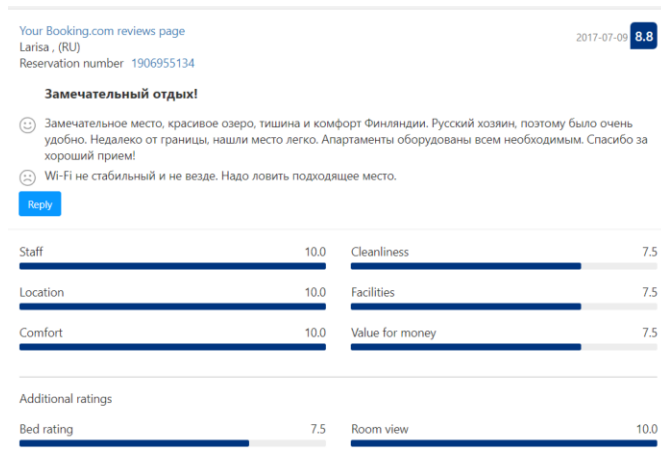 Your Booking.com reviews page
2017-07-09 8.8
Larisa , (RU)
Reservation number 1906955134
Замечательный отдых!
Замечательное место, красивое озеро, тишина и комфорт Финляндии. Русский хозяин, поэтому было очень
удобно. Недалеко от границы, нашли место легко. Апартаменты оборудованы всем необходимым. Спасибо за
хороший прием!
Wi-Fi не стабильный и не везде. Надо ловить подходящее место.
Reply
Staff 10.0 Cleanliness 7.5
Location 10.0 Facilities 7.5
Comfort 10.0 Value for money 7.5
Additional ratings
Bed rating 7.5 Room view 10.0